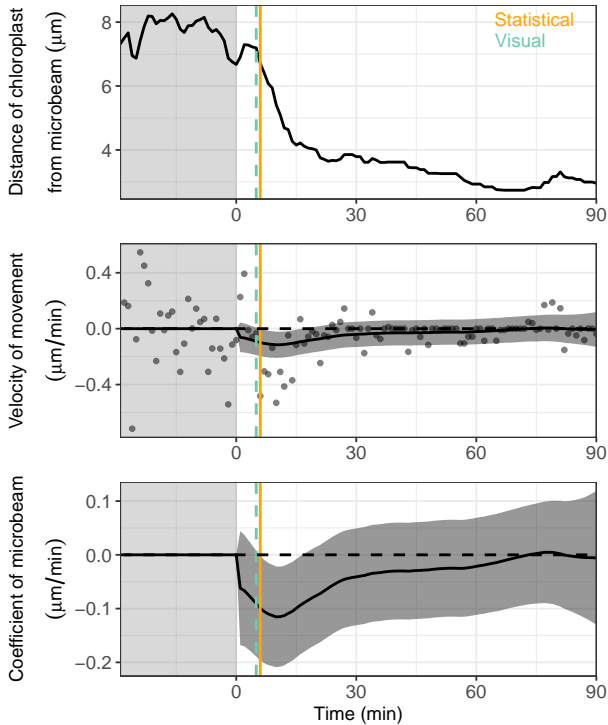 Distance of chloroplast
from microbeam (μm)
8
6
4
Statistical
Visual
0
30
60
90
Velocity of movement
(μm/min)
0.4
0.0
−0.4
0
30
60
90
Coefficient of microbeam
(μm/min)
0.1
0.0
−0.1
−0.2
0
30
60
90
Time (min)